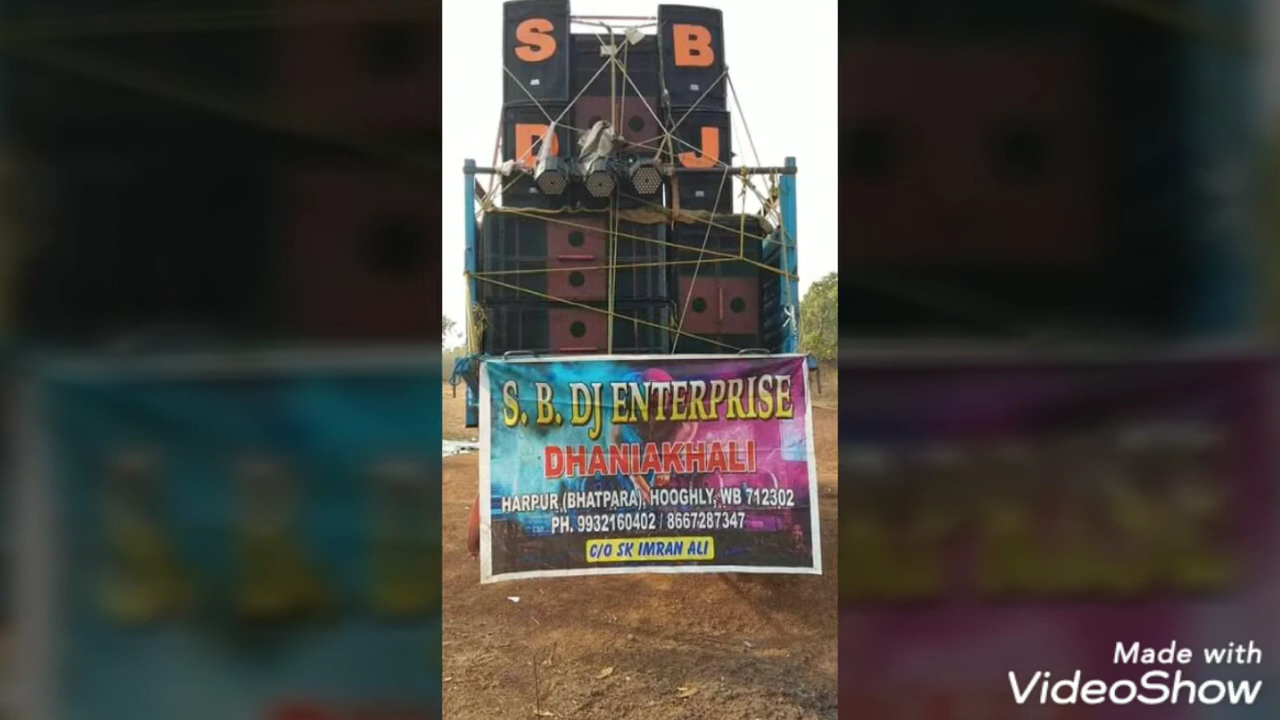 S B
D J
S. B. DJ ENTERPRISE
DHANIAKHALI
HARPUR (BHATPARA), HOOGHLY, WB 712302
PH. 9932160402 / 8667287347
C/O SK IMRAN ALI
Made with
VideoShow